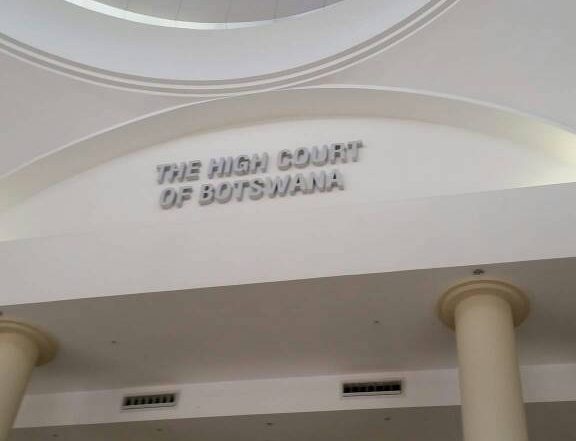 THE HIGH COURT
OF BOTSWANA